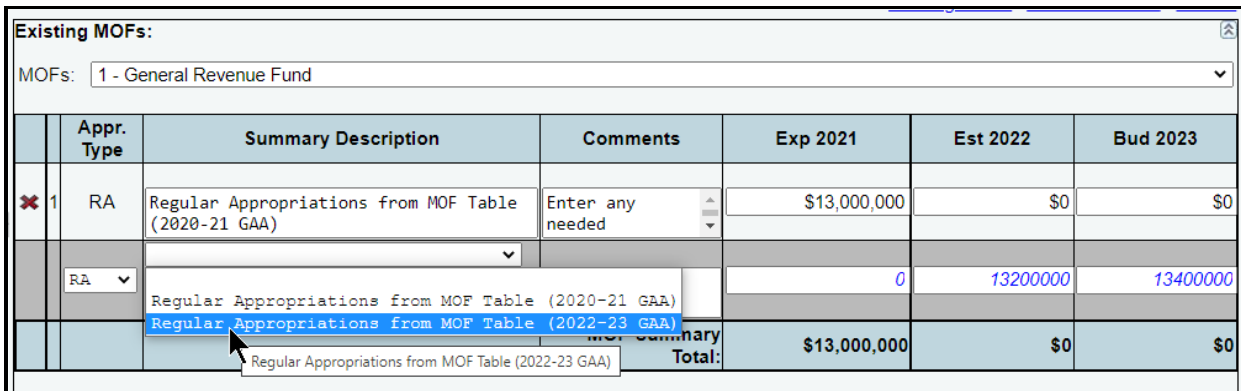 Existing MOFs:
MOFs: 1 - General Revenue Fund
Appr. Type Summary Description Comments Exp 2021 Est 2022 Bud 2023
1 RA Regular Appropriations from MOF Table (2020-21 GAA) Enter any needed $13,000,000 $0 $0
RA 0 13200000 13400000
Regular Appropriations from MOF Table (2020-21 GAA)
Regular Appropriations from MOF Table (2022-23 GAA)
MOF Summary Total: $13,000,000 $0 $0
Regular Appropriations from MOF Table (2022-23 GAA)